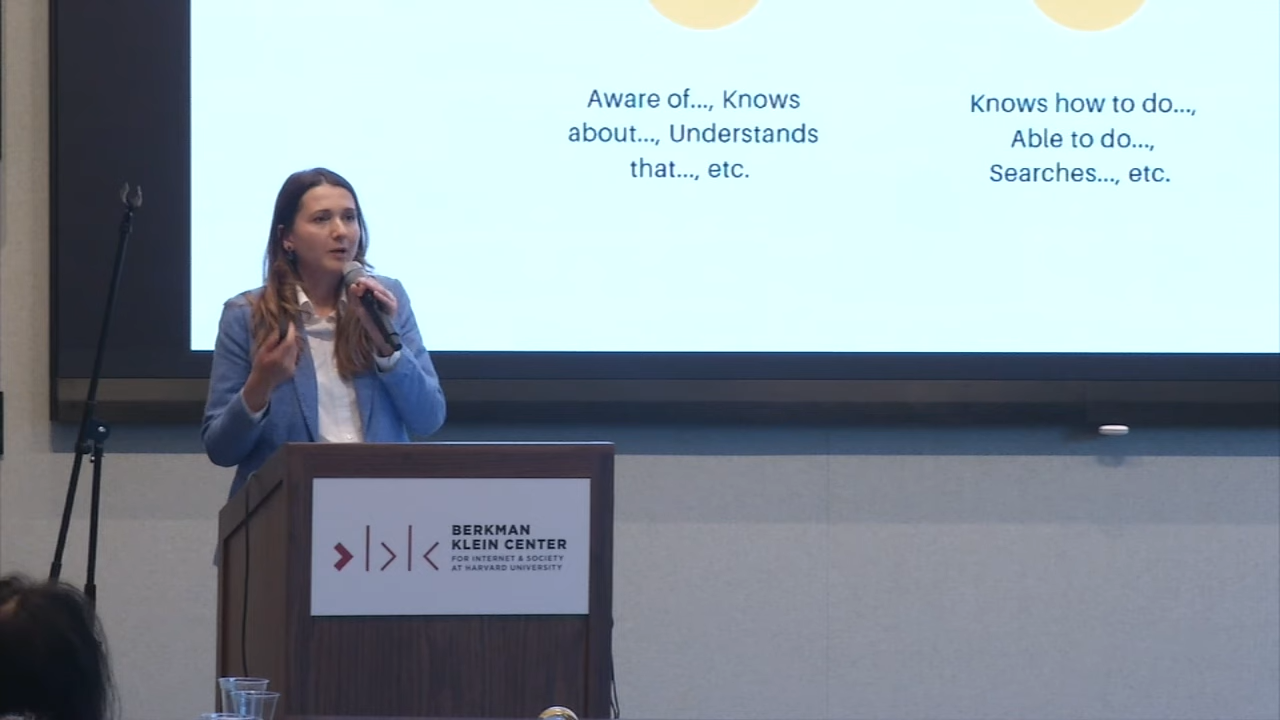 Aware of..., Knows
about..., Understands
that..., etc.
Knows how to do...,
Able to do...,
Searches..., etc.
BERKMAN
KLEIN CENTER
FOR INTERNET & SOCIETY
AT HARVARD UNIVERSITY